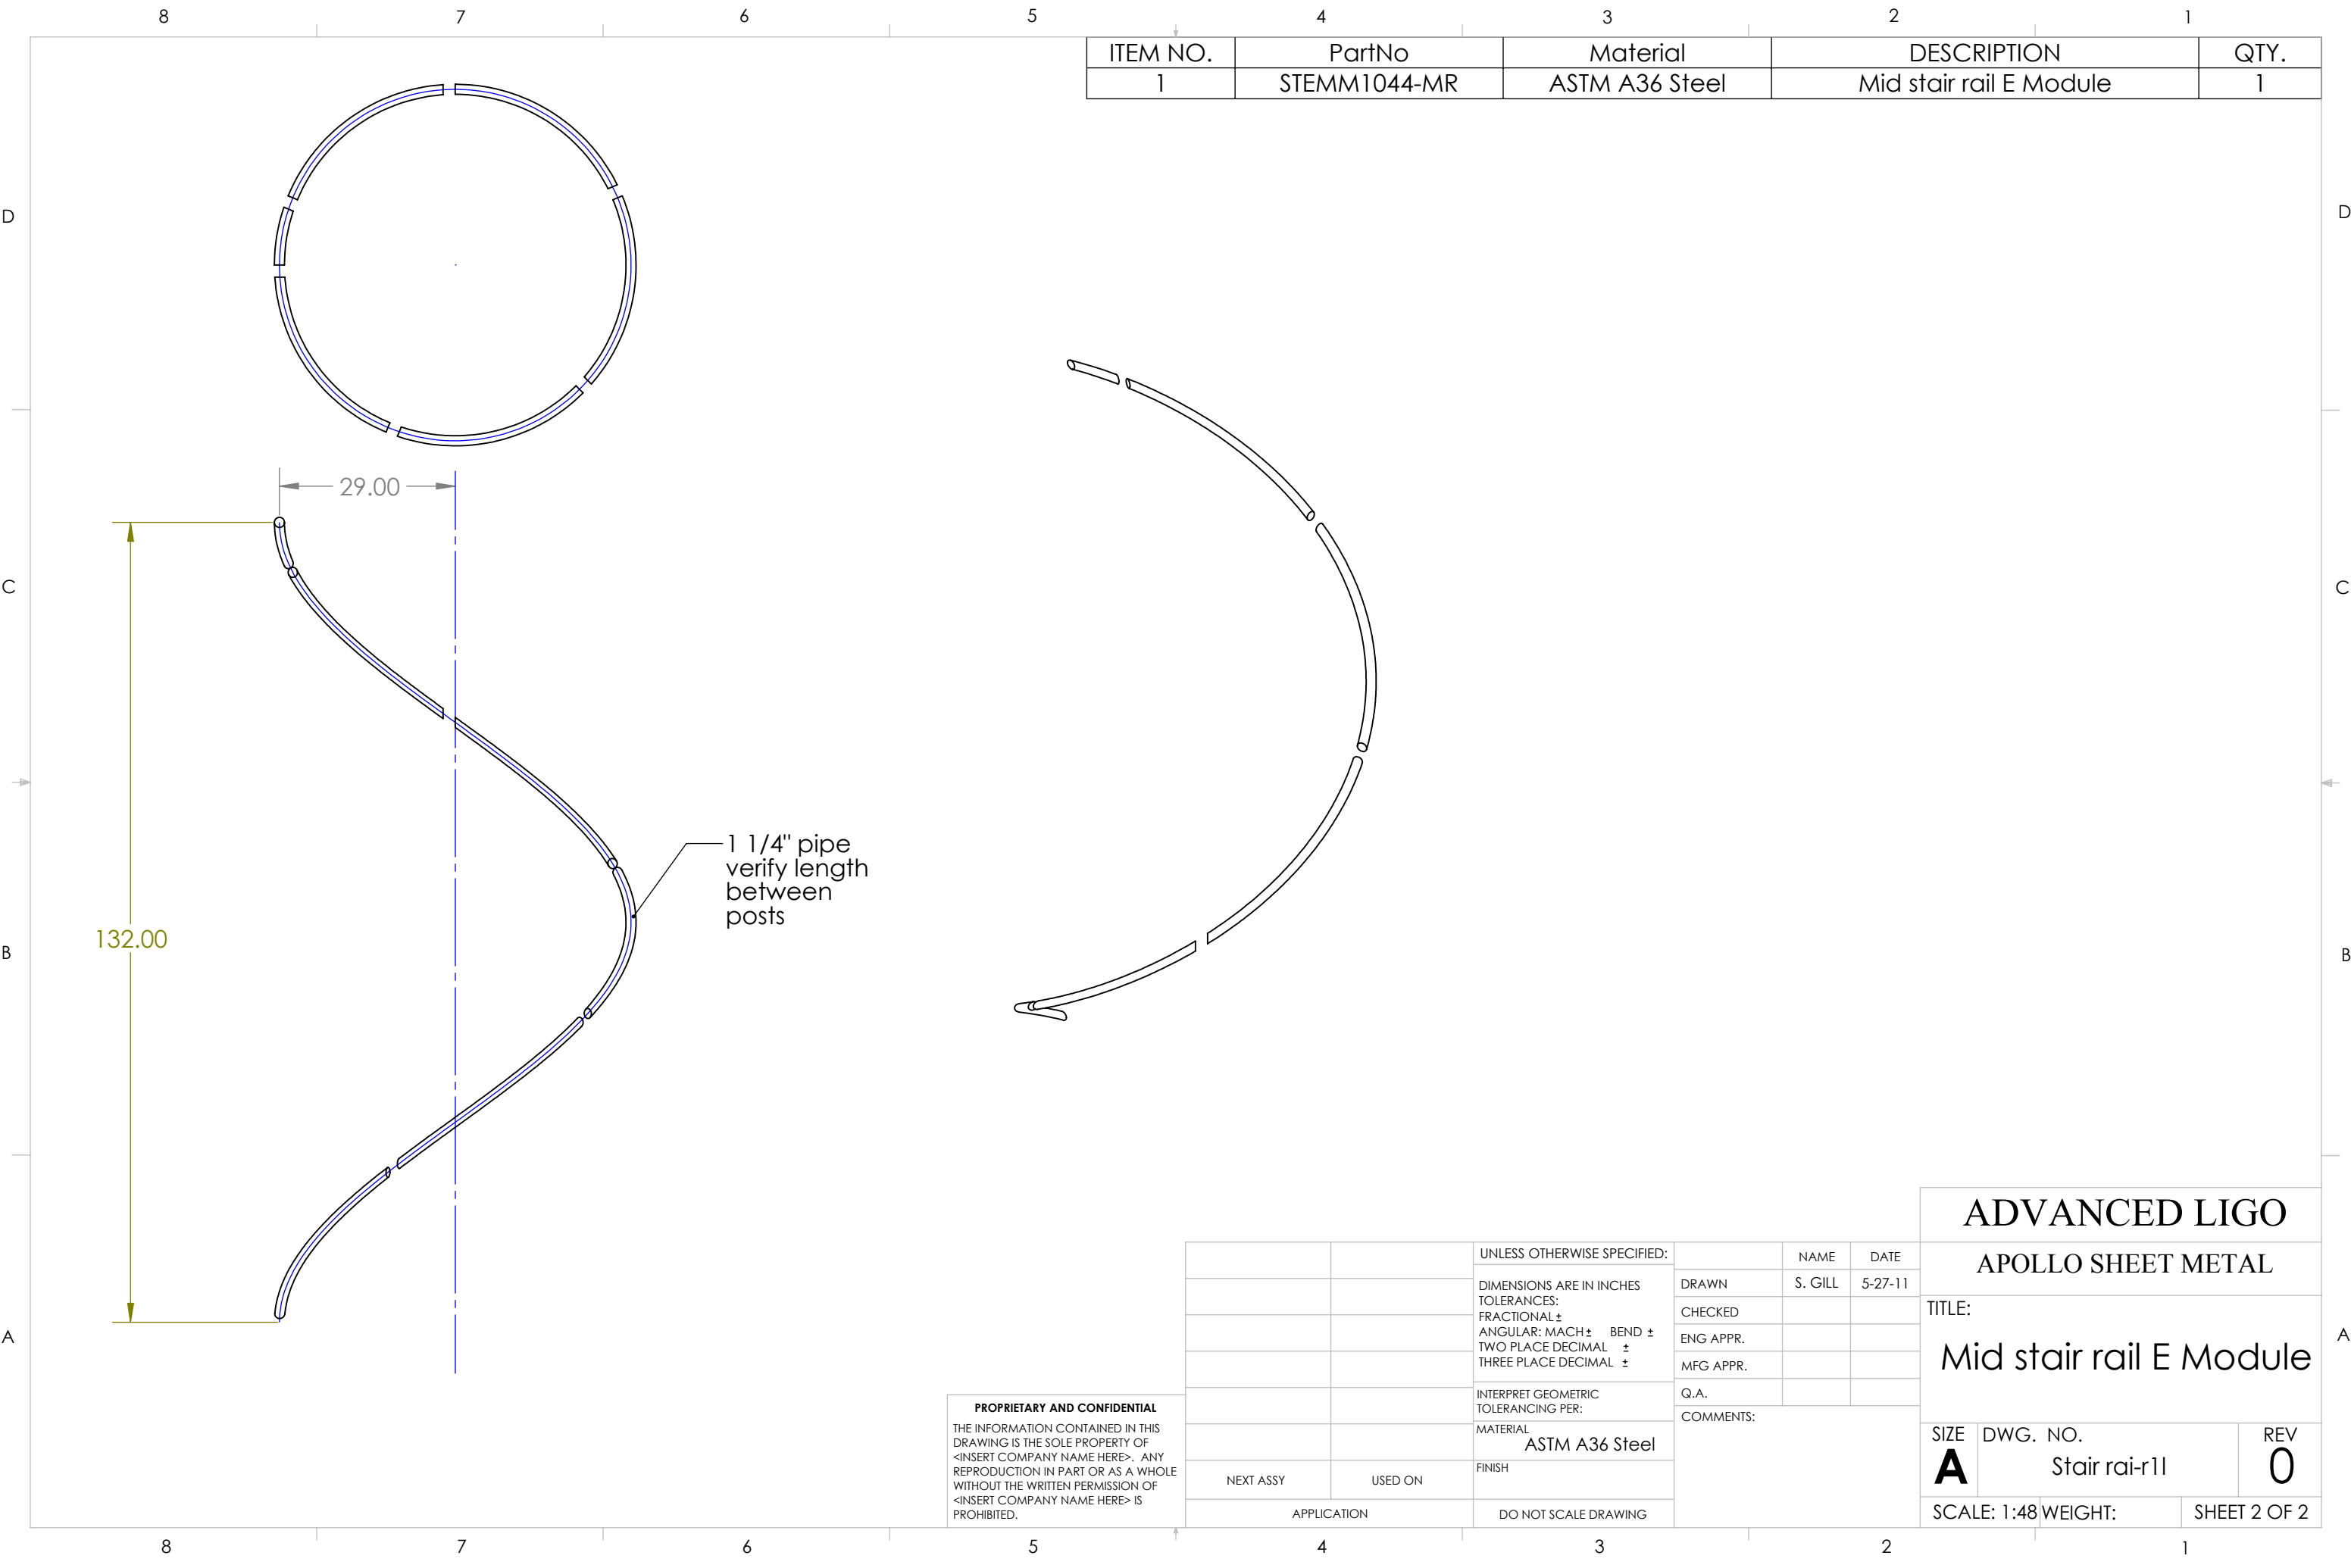 8 7 6 5 4 3 2 1
ITEM NO. PartNo Material DESCRIPTION QTY.
1 STEMM1044-MR ASTM A36 Steel Mid stair rail E Module 1
D D
29.00
C C
1 1/4" pipe
verify length
between
posts
132.00
B B
A A
ADVANCED LIGO
APOLLO SHEET METAL
TITLE:
Mid stair rail E Module
SIZE DWG. NO. REV
A Stair rai-r1l 0
SCALE: 1:48 WEIGHT: SHEET 2 OF 2
NAME DATE
DRAWN S. GILL 5-27-11
CHECKED
ENG APPR.
MFG APPR.
Q.A.
COMMENTS:
UNLESS OTHERWISE SPECIFIED:
DIMENSIONS ARE IN INCHES
TOLERANCES:
FRACTIONAL±
ANGULAR: MACH± BEND ±
TWO PLACE DECIMAL ±
THREE PLACE DECIMAL ±
INTERPRET GEOMETRIC
TOLERANCING PER:
MATERIAL
ASTM A36 Steel
FINISH
DO NOT SCALE DRAWING
NEXT ASSY USED ON
APPLICATION
PROPRIETARY AND CONFIDENTIAL
THE INFORMATION CONTAINED IN THIS
DRAWING IS THE SOLE PROPERTY OF
<INSERT COMPANY NAME HERE>. ANY
REPRODUCTION IN PART OR AS A WHOLE
WITHOUT THE WRITTEN PERMISSION OF
<INSERT COMPANY NAME HERE> IS
PROHIBITED.
8 7 6 5 4 3 2 1